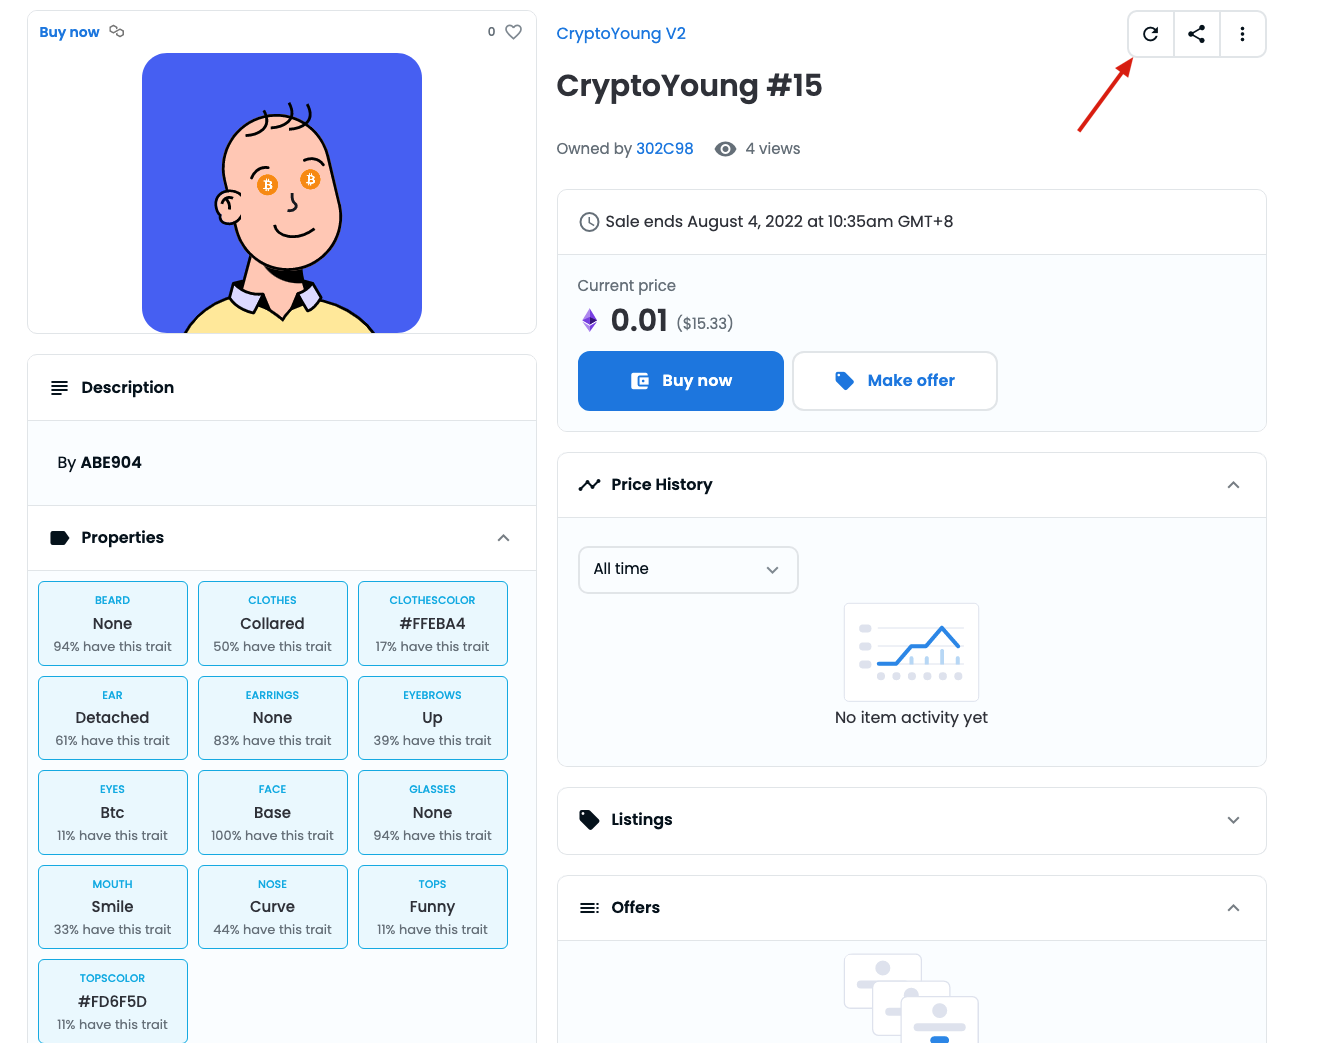 Buy now
0
CryptoYoung V2
CryptoYoung #15
Owned by 302C98
4 views
Sale ends August 4, 2022 at 10:35am GMT+8
Current price
0.01 ($15.33)
Buy now
Make offer
Description
By ABE904
Properties
BEARD
None
94% have this trait
CLOTHES
Collared
50% have this trait
CLOTHESCOLOR
#FFEBA4
17% have this trait
EAR
Detached
61% have this trait
EARRINGS
None
83% have this trait
EYEBROWS
Up
39% have this trait
EYES
Btc
11% have this trait
FACE
Base
100% have this trait
GLASSES
None
94% have this trait
MOUTH
Smile
33% have this trait
NOSE
Curve
44% have this trait
TOPS
Funny
11% have this trait
TOPSCOLOR
#FD6F5D
11% have this trait
Price History
All time
No item activity yet
Listings
Offers